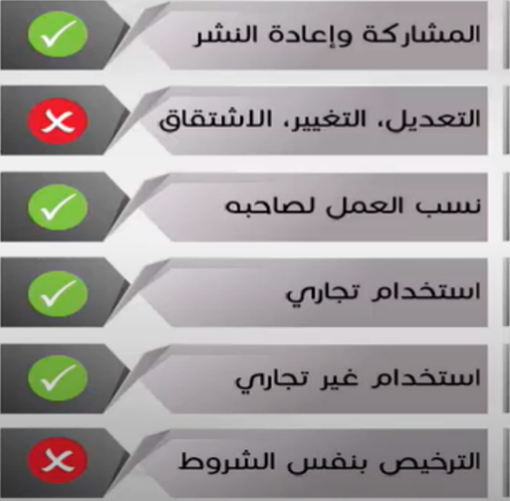 المشاركة وإعادة النشر
التعديل، التغيير، الاشتقاق
نسب العمل لصاحبه
استخدام تجاري
استخدام غير تجاري
الترخيص بنفس الشروط